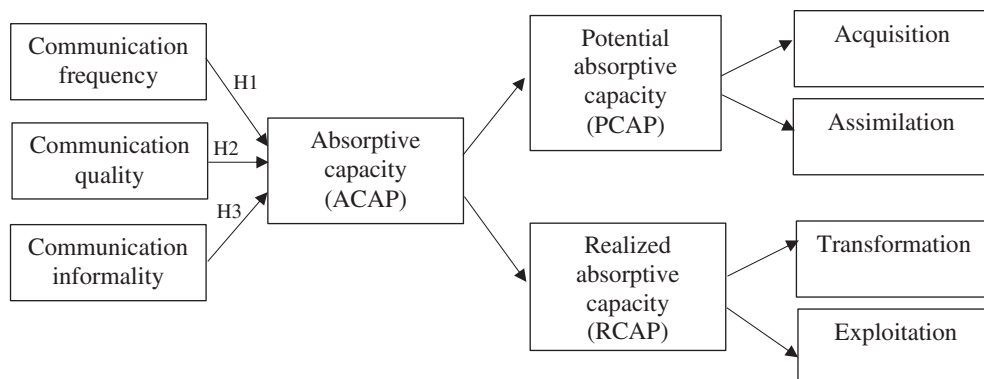 Communication
frequency
H1
Communication
quality
H2
Communication
informality
H3
Absorptive
capacity
(ACAP)
Potential
absorptive
capacity
(PCAP)
Acquisition
Assimilation
Realized
absorptive
capacity
(RCAP)
Transformation
Exploitation